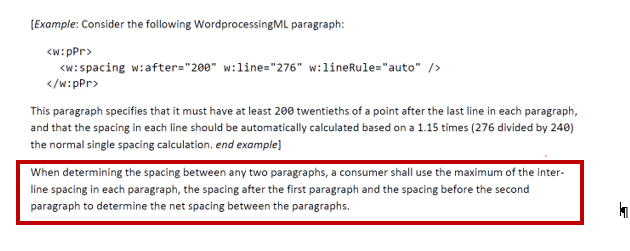 [Example: Consider the following WordprocessingML paragraph:
<w:pPr>
<w:spacing w:after="200" w:line="276" w:lineRule="auto" />
</w:pPr>
This paragraph specifies that it must have at least 200 twentieths of a point after the last line in each paragraph,
and that the spacing in each line should be automatically calculated based on a 1.15 times (276 divided by 240)
the normal single spacing calculation. end example]
When determining the spacing between any two paragraphs, a consumer shall use the maximum of the inter-
line spacing in each paragraph, the spacing after the first paragraph and the spacing before the second
paragraph to determine the net spacing between the paragraphs.
¶